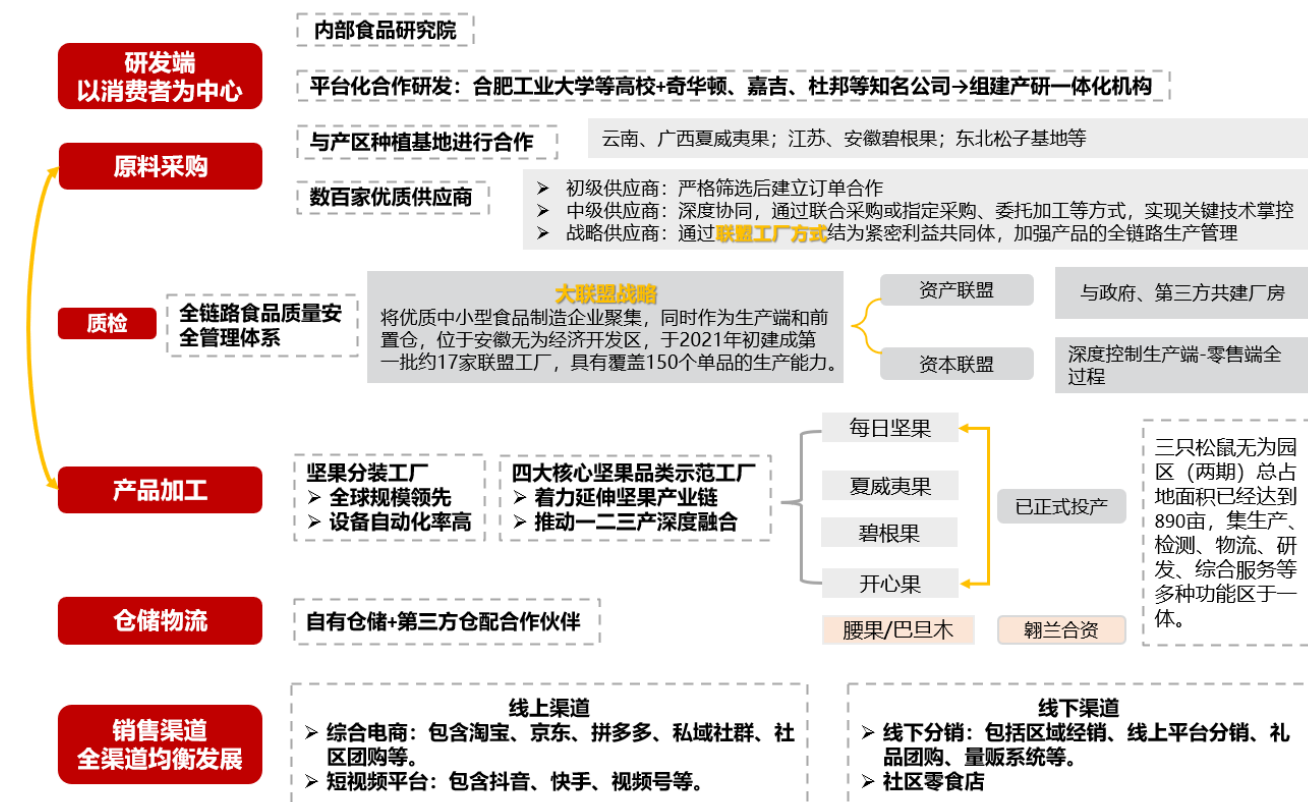 研发端
以消费者为中心
内部食品研究院
平台化合作研发：合肥工业大学等高校+奇华顿、嘉吉、杜邦等知名公司→组建产研一体化机构
原料采购
与产区种植基地进行合作
云南、广西夏威夷果；江苏、安徽碧根果；东北松子基地等
数百家优质供应商
➢ 初级供应商：严格筛选后建立订单合作
➢ 中级供应商：深度协同，通过联合采购或指定采购、委托加工等方式，实现关键技术掌控
➢ 战略供应商：通过联盟工厂方式结为紧密利益共同体，加强产品的全链路生产管理
质检
全链路食品质量安
全管理体系
大联盟战略
将优质中小型食品制造企业聚集，同时作为生产端和前
置仓，位于安徽无为经济开发区，于2021年初建成第
一批约17家联盟工厂，具有覆盖150个单品的生产能力。
资产联盟
与政府、第三方共建厂房
资本联盟
深度控制生产端-零售端全
过程
产品加工
坚果分装工厂
➢ 全球规模领先
➢ 设备自动化率高
四大核心坚果品类示范工厂
➢ 着力延伸坚果产业链
➢ 推动一二三产深度融合
每日坚果
夏威夷果
碧根果
开心果
已正式投产
腰果/巴旦木
翱兰合资
三只松鼠无为园
区（两期）总占
地面积已经达到
890亩，集生产、
检测、物流、研
发、综合服务等
多种功能区于一
体。
仓储物流
自有仓储+第三方仓配合作伙伴
销售渠道
全渠道均衡发展
线上渠道
➢ 综合电商：包含淘宝、京东、拼多多、私域社群、社
区团购等。
➢ 短视频平台：包含抖音、快手、视频号等。
线下渠道
➢ 线下分销：包括区域经销、线上平台分销、礼
品团购、量贩系统等。
➢ 社区零食店